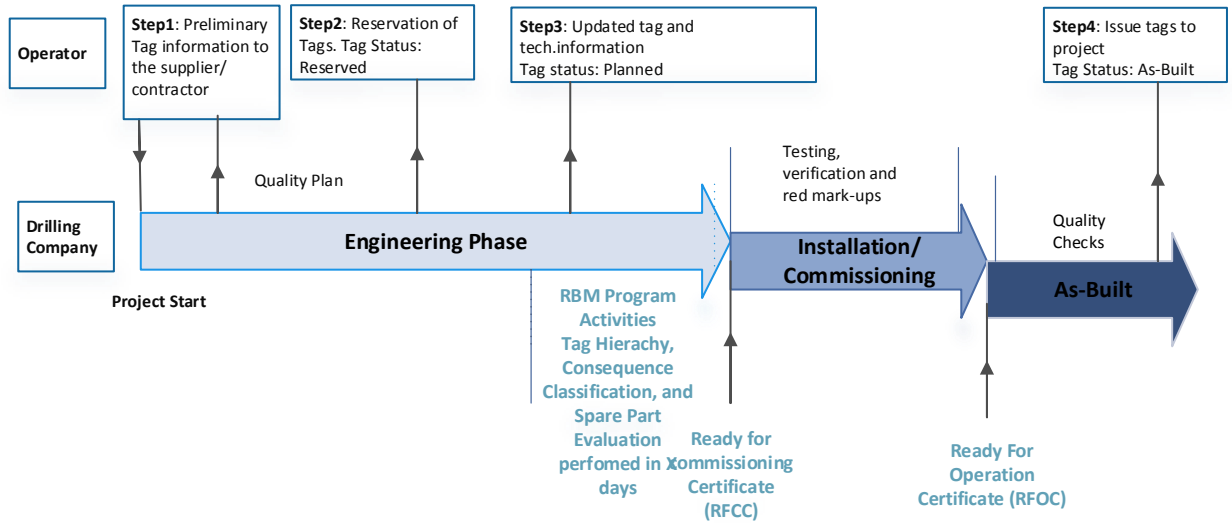 Operator
Step1: Preliminary
Tag information to
the supplier/
contractor
Step2: Reservation of
Tags. Tag Status:
Reserved
Step3: Updated tag and
tech.information
Tag status: Planned
Step4: Issue tags to
project
Tag Status: As-Built
Quality Plan
Testing,
verification and
red mark-ups
Drilling
Company
Engineering Phase
Installation/
Commissioning
Quality
Checks
As-Built
Project Start
RBM Program
Activities
Tag Hierachy,
Consequence
Classification, and
Spare Part
Evaluation
perfomed in X
days
Ready for
Commissioning
Certificate
(RFCC)
Ready For
Operation
Certificate (RFOC)